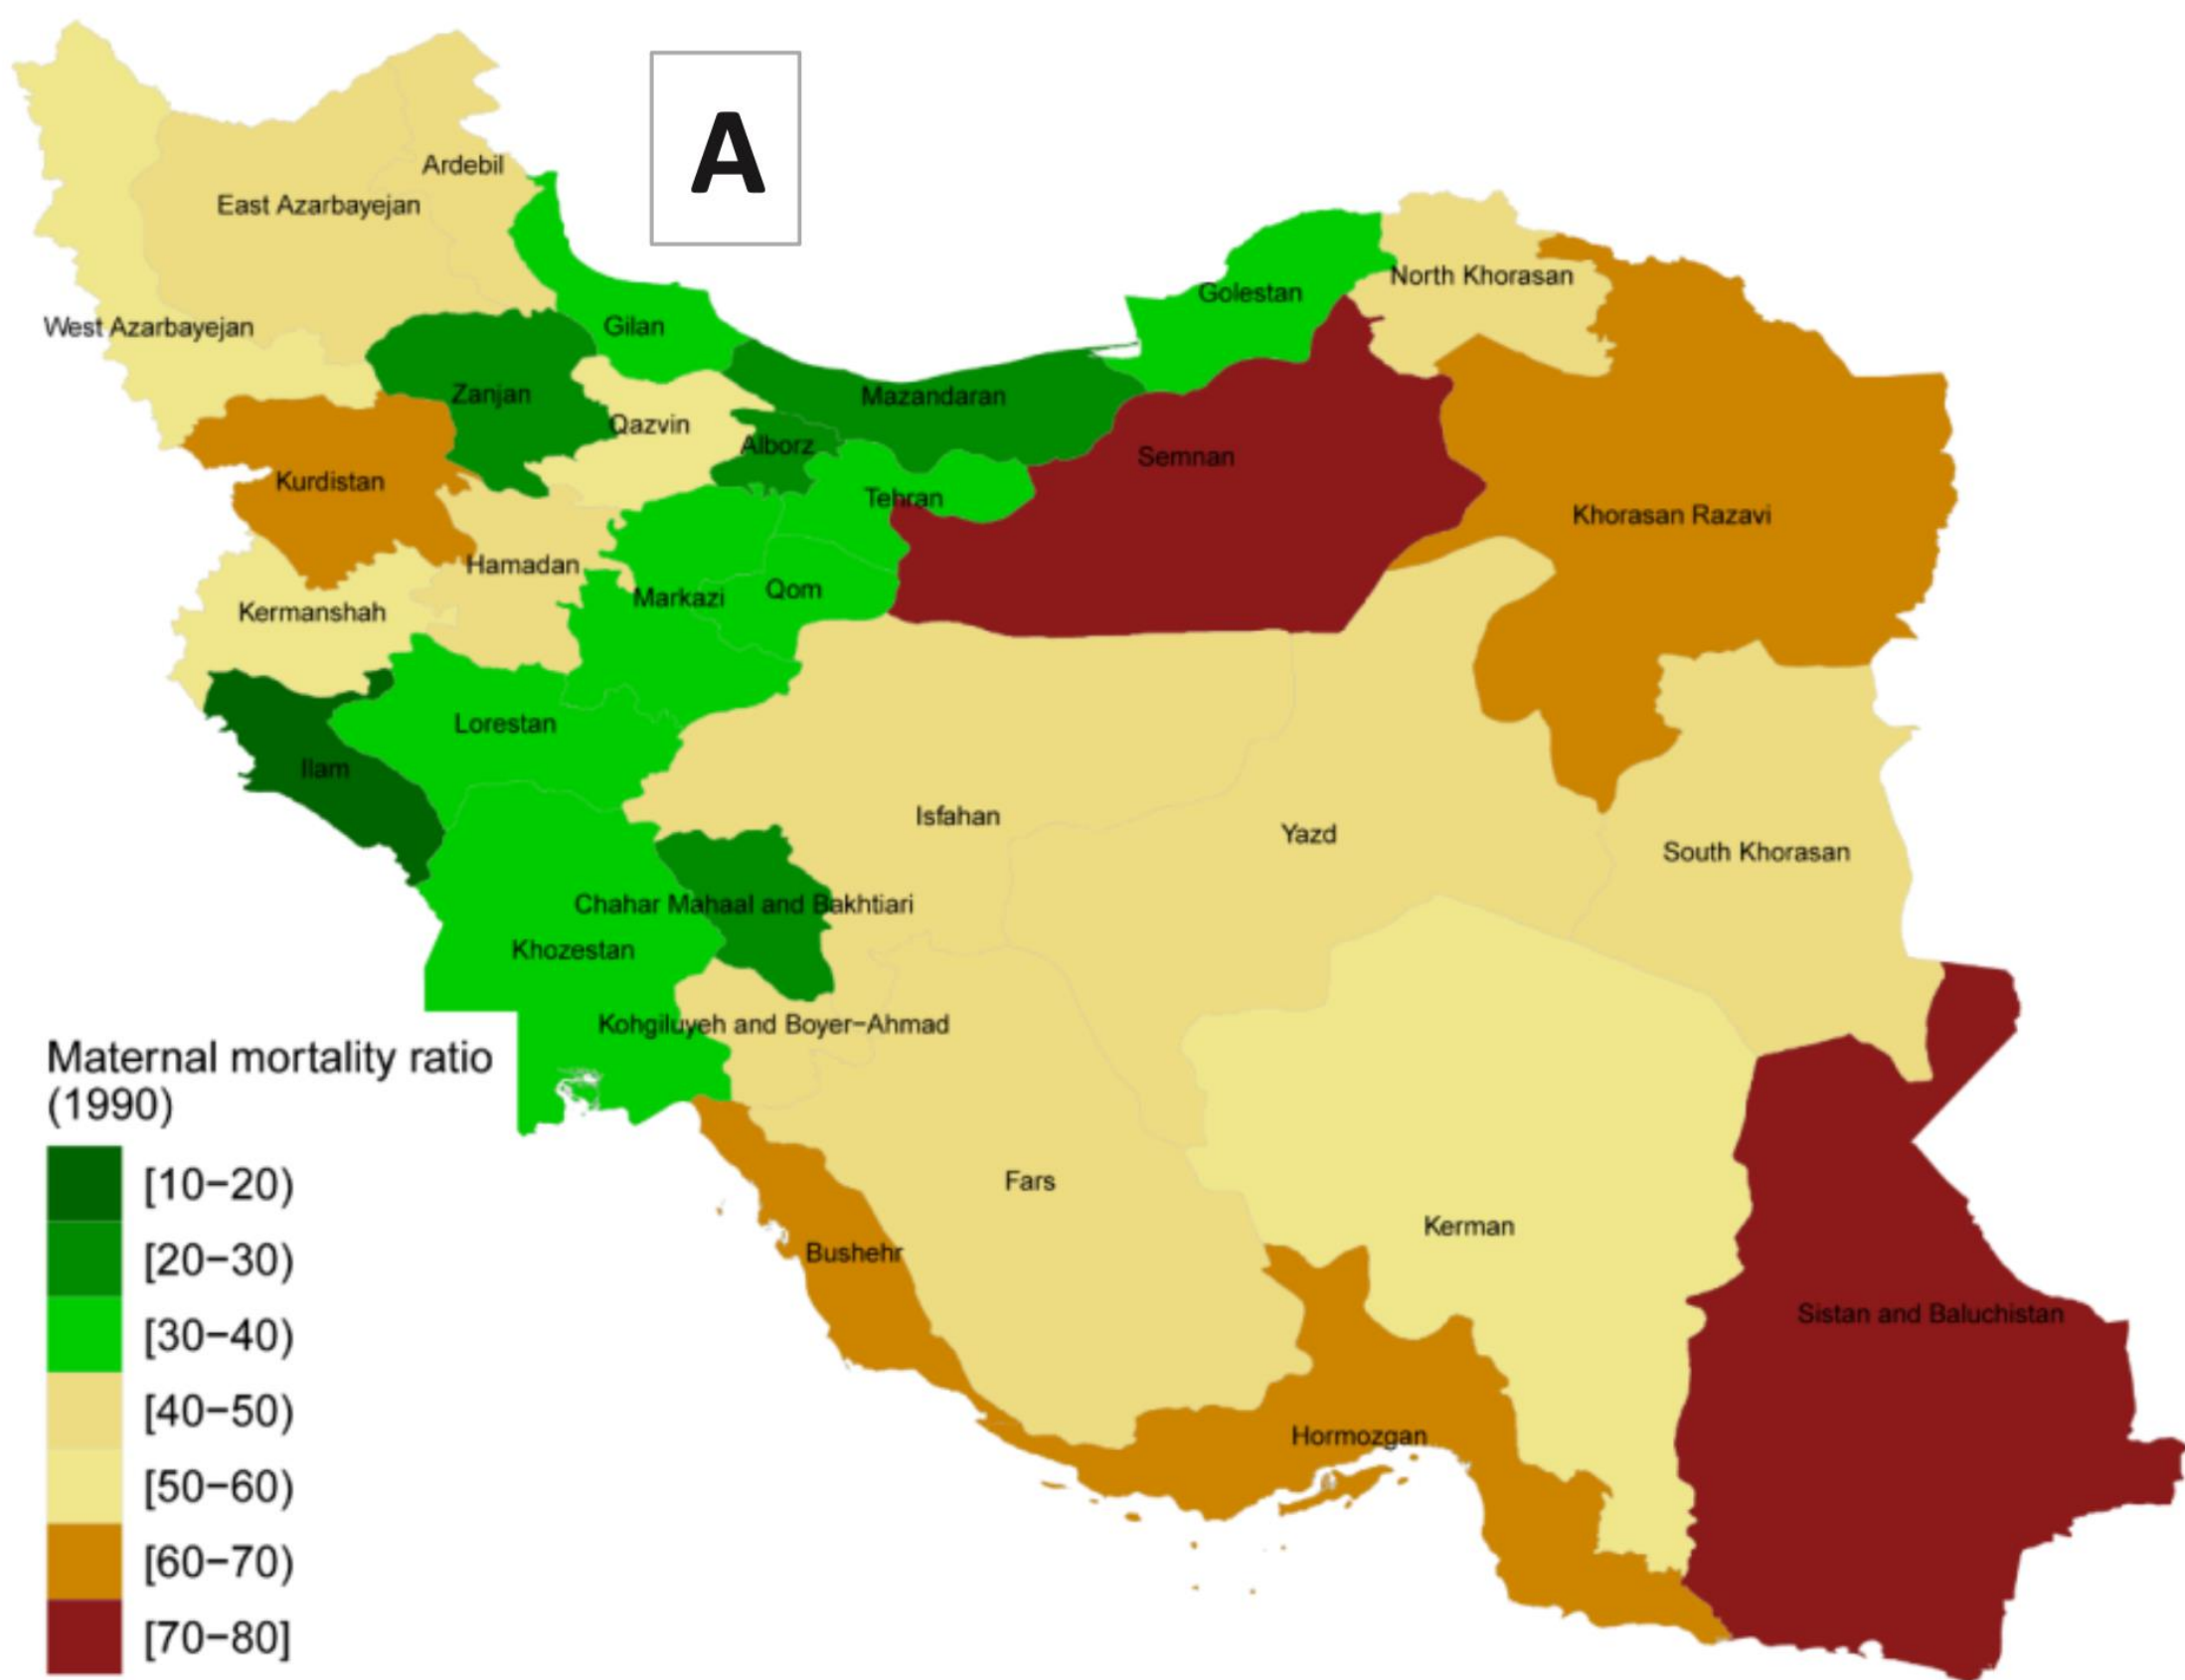 A
Ardebil
East Azarbayejan
North Khorasan
Golestan
Gilan
West Azarbayejan
Zanjan
Mazandaran
Qazvin
Alborz
Semnan
Kurdistan
Tehran
Khorasan Razavi
Hamadan
Qom
Markazi
Kermanshah
Lorestan
Ilam
Isfahan
Yazd
South Khorasan
Chahar Mahaal and Bakhtiari
Khozestan
Kohgiluyeh and Boyer−Ahmad
Fars
Kerman
Bushehr
Sistan and Baluchistan
Hormozgan
Maternal mortality ratio
(1990)
[10−20)
[20−30)
[30−40)
[40−50)
[50−60)
[60−70)
[70−80]